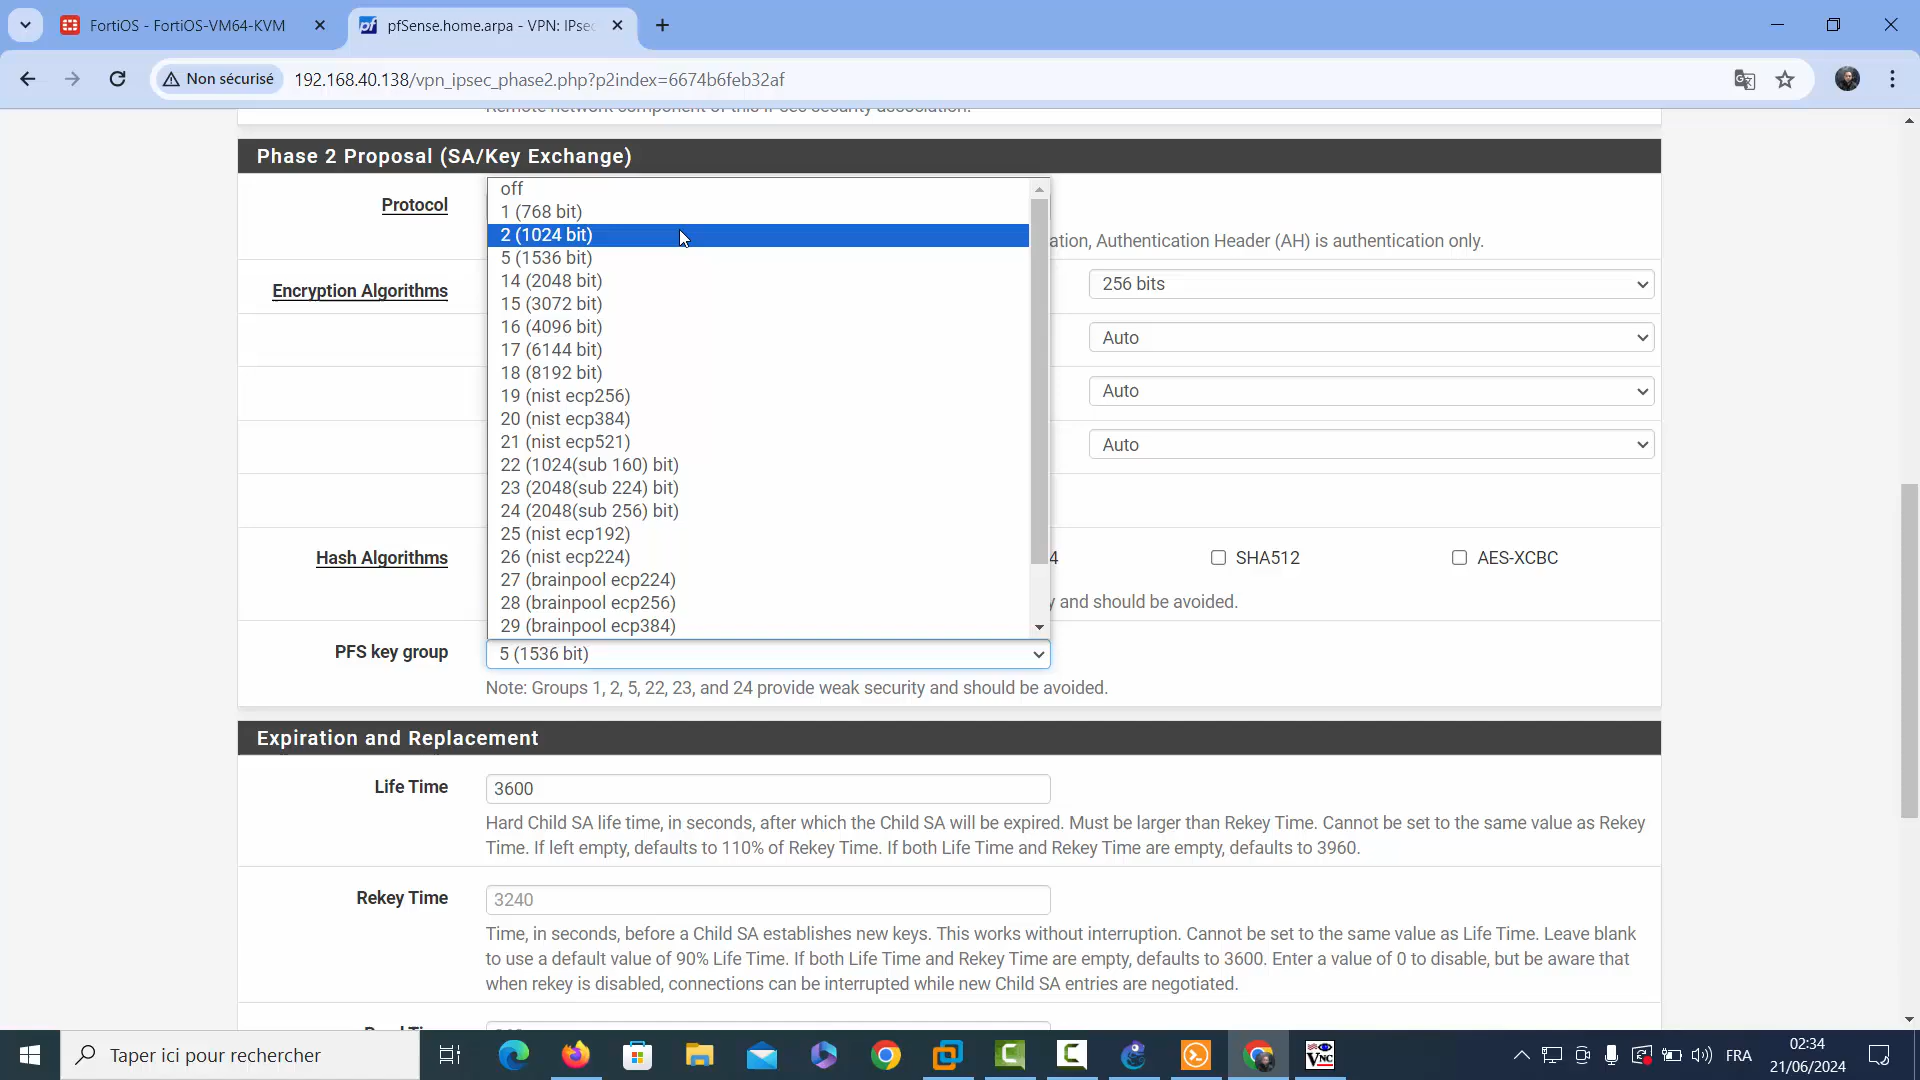 FortiOS - FortiOS-VM64-KVM
pfSense.home.arpa - VPN: IPsec
Non sécurisé
192.168.40.138/vpn_ipsec_phase2.php?p2index=6674b6feb32af
Remote network component of this IPsec security association.
Phase 2 Proposal (SA/Key Exchange)
Protocol
ation, Authentication Header (AH) is authentication only.
Encryption Algorithms
256 bits
Auto
Auto
Auto
off
1 (768 bit)
2 (1024 bit)
5 (1536 bit)
14 (2048 bit)
15 (3072 bit)
16 (4096 bit)
17 (6144 bit)
18 (8192 bit)
19 (nist ecp256)
20 (nist ecp384)
21 (nist ecp521)
22 (1024(sub 160) bit)
23 (2048(sub 224) bit)
24 (2048(sub 256) bit)
25 (nist ecp192)
26 (nist ecp224)
27 (brainpool ecp224)
28 (brainpool ecp256)
29 (brainpool ecp384)
Hash Algorithms
4
SHA512
AES-XCBC
y and should be avoided.
PFS key group
5 (1536 bit)
Note: Groups 1, 2, 5, 22, 23, and 24 provide weak security and should be avoided.
Expiration and Replacement
Life Time
3600
Hard Child SA life time, in seconds, after which the Child SA will be expired. Must be larger than Rekey Time. Cannot be set to the same value as Rekey
Time. If left empty, defaults to 110% of Rekey Time. If both Life Time and Rekey Time are empty, defaults to 3960.
Rekey Time
3240
Time, in seconds, before a Child SA establishes new keys. This works without interruption. Cannot be set to the same value as Life Time. Leave blank
to use a default value of 90% Life Time. If both Life Time and Rekey Time are empty, defaults to 3600. Enter a value of 0 to disable, but be aware that
when rekey is disabled, connections can be interrupted while new Child SA entries are negotiated.
Taper ici pour rechercher
VNC
FRA
02:34
21/06/2024